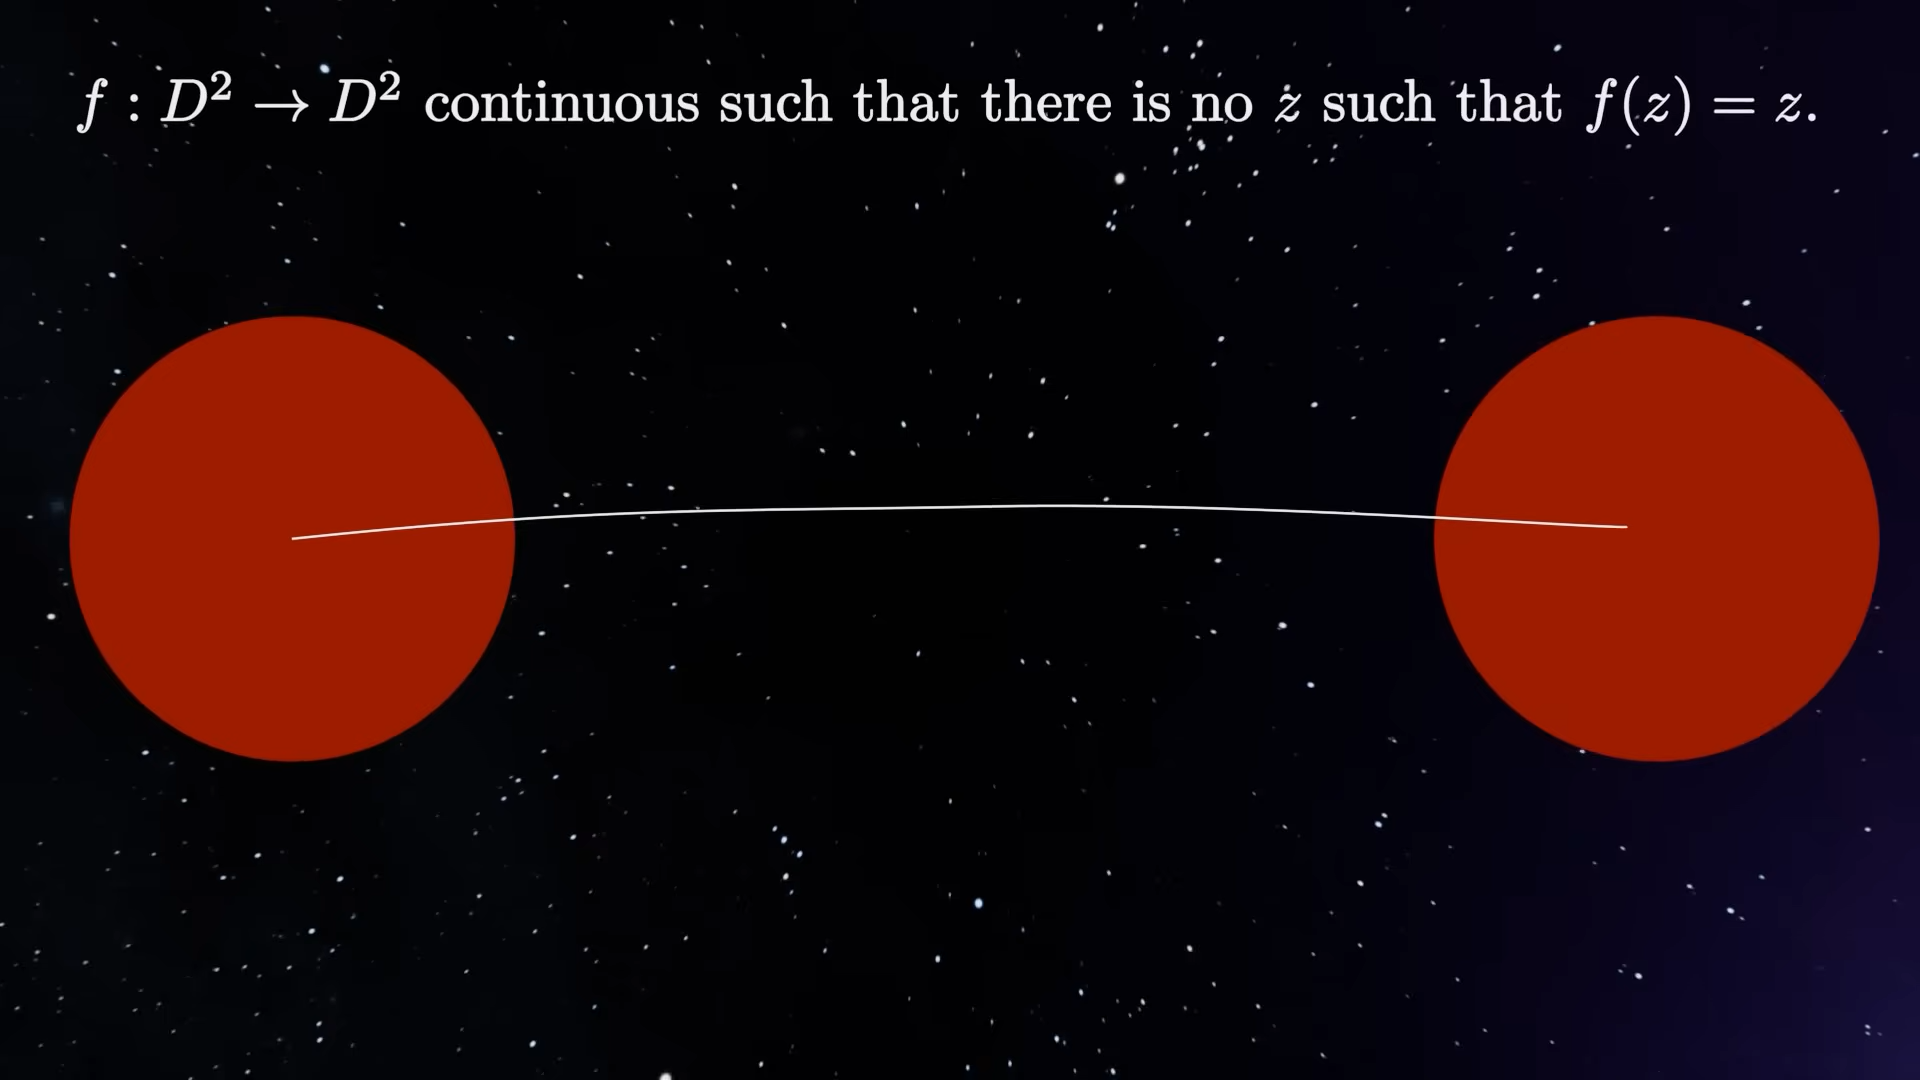 f : D² → D² continuous such that there is no z such that f(z) = z.